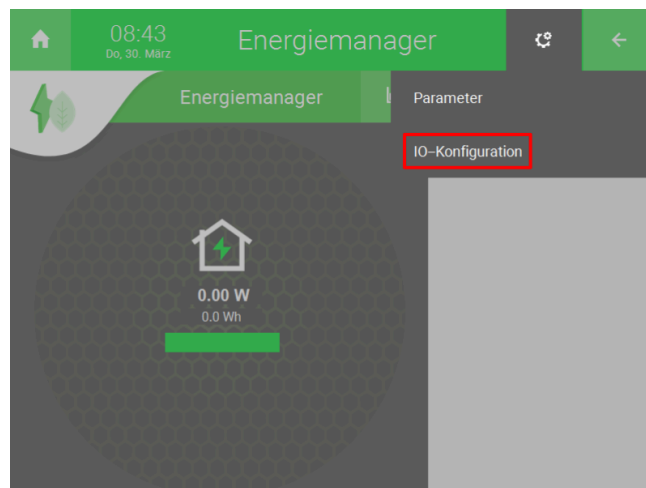 08:43
Do, 30. März
Energiemanager
Energiemanager
Parameter
IO-Konfiguration
0.00 W
0.0 Wh